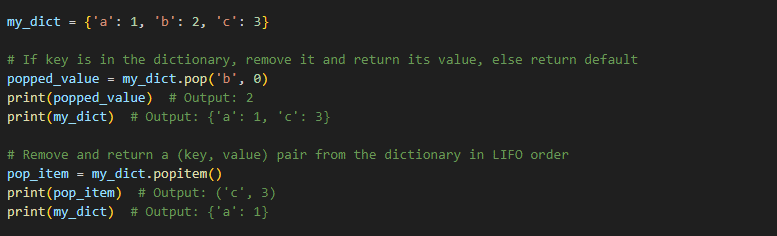 my_dict = {'a': 1, 'b': 2, 'c': 3}
# If key is in the dictionary, remove it and return its value, else return default
popped_value = my_dict.pop('b', 0)
print(popped_value)  # Output: 2
print(my_dict)  # Output: {'a': 1, 'c': 3}
# Remove and return a (key, value) pair from the dictionary in LIFO order
pop_item = my_dict.popitem()
print(pop_item)  # Output: ('c', 3)
print(my_dict)  # Output: {'a': 1}